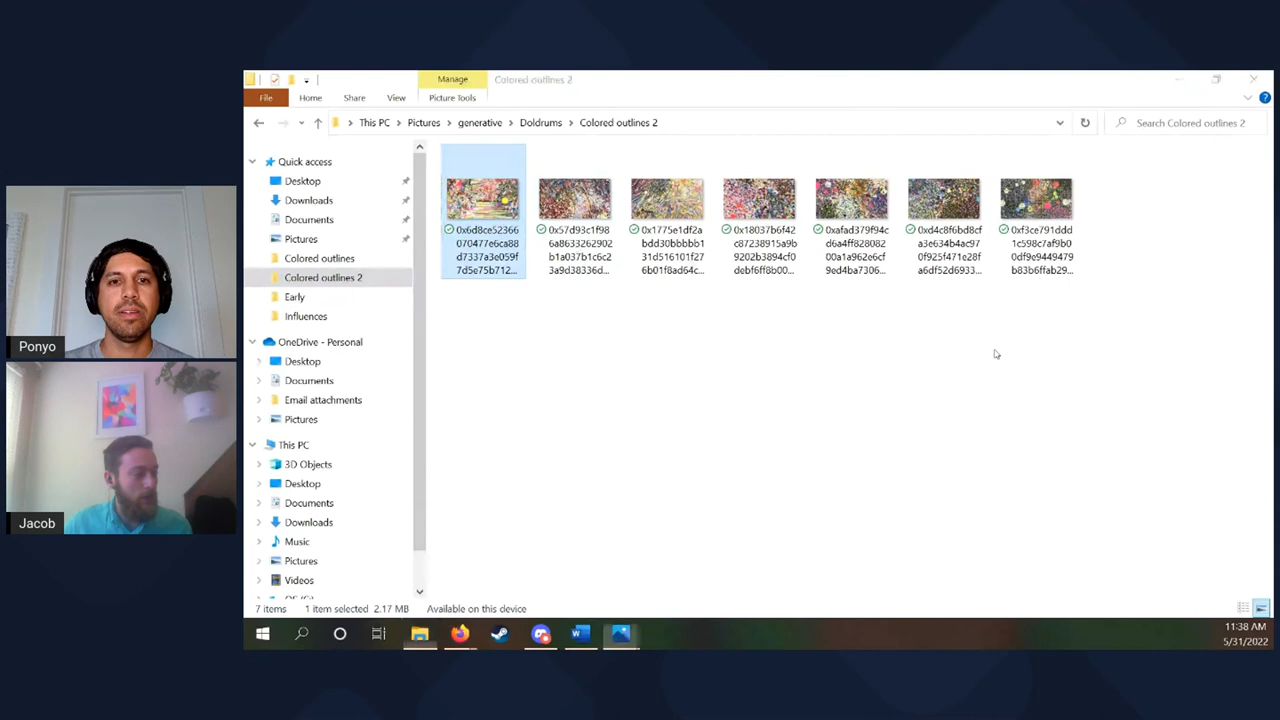 Manage
Colored outlines 2
File
Home
Share
View
Picture Tools
This PC
Pictures
generative
Doldrums
Colored outlines 2
Search Colored outlines 2
Quick access
Desktop
Downloads
Documents
Pictures
Colored outlines
Colored outlines 2
Early
Influences
OneDrive - Personal
Desktop
Documents
Email attachments
Pictures
This PC
3D Objects
Desktop
Documents
Downloads
Music
Pictures
Videos
0x6d8ce52366
070477e6ca88
d7337a3e059f
7d5e75b712...
0x57d93c1f98
6a8633262902
b1a037b1c6c2
3a9d38336d...
0x1775e1df2a
bdd30bbbbb1
31d516101f27
6b01f8ad64c...
0x18037b6f42
c87238915a9b
9202b3894cf0
debf6ff8b00...
0xafad379f94c
d6a4ff828082
00a1a962e6cf
9ed4ba7306...
0xd4c8f6bd8cf
a3e634b4ac97
0f925f471e28f
a6df52d6933...
0xf3ce791ddd
1c598c7af9b0
0df9e9449479
b83b6ffab29...
7 items
1 item selected 2.17 MB
Available on this device
11:38 AM
5/31/2022
Ponyo
Jacob